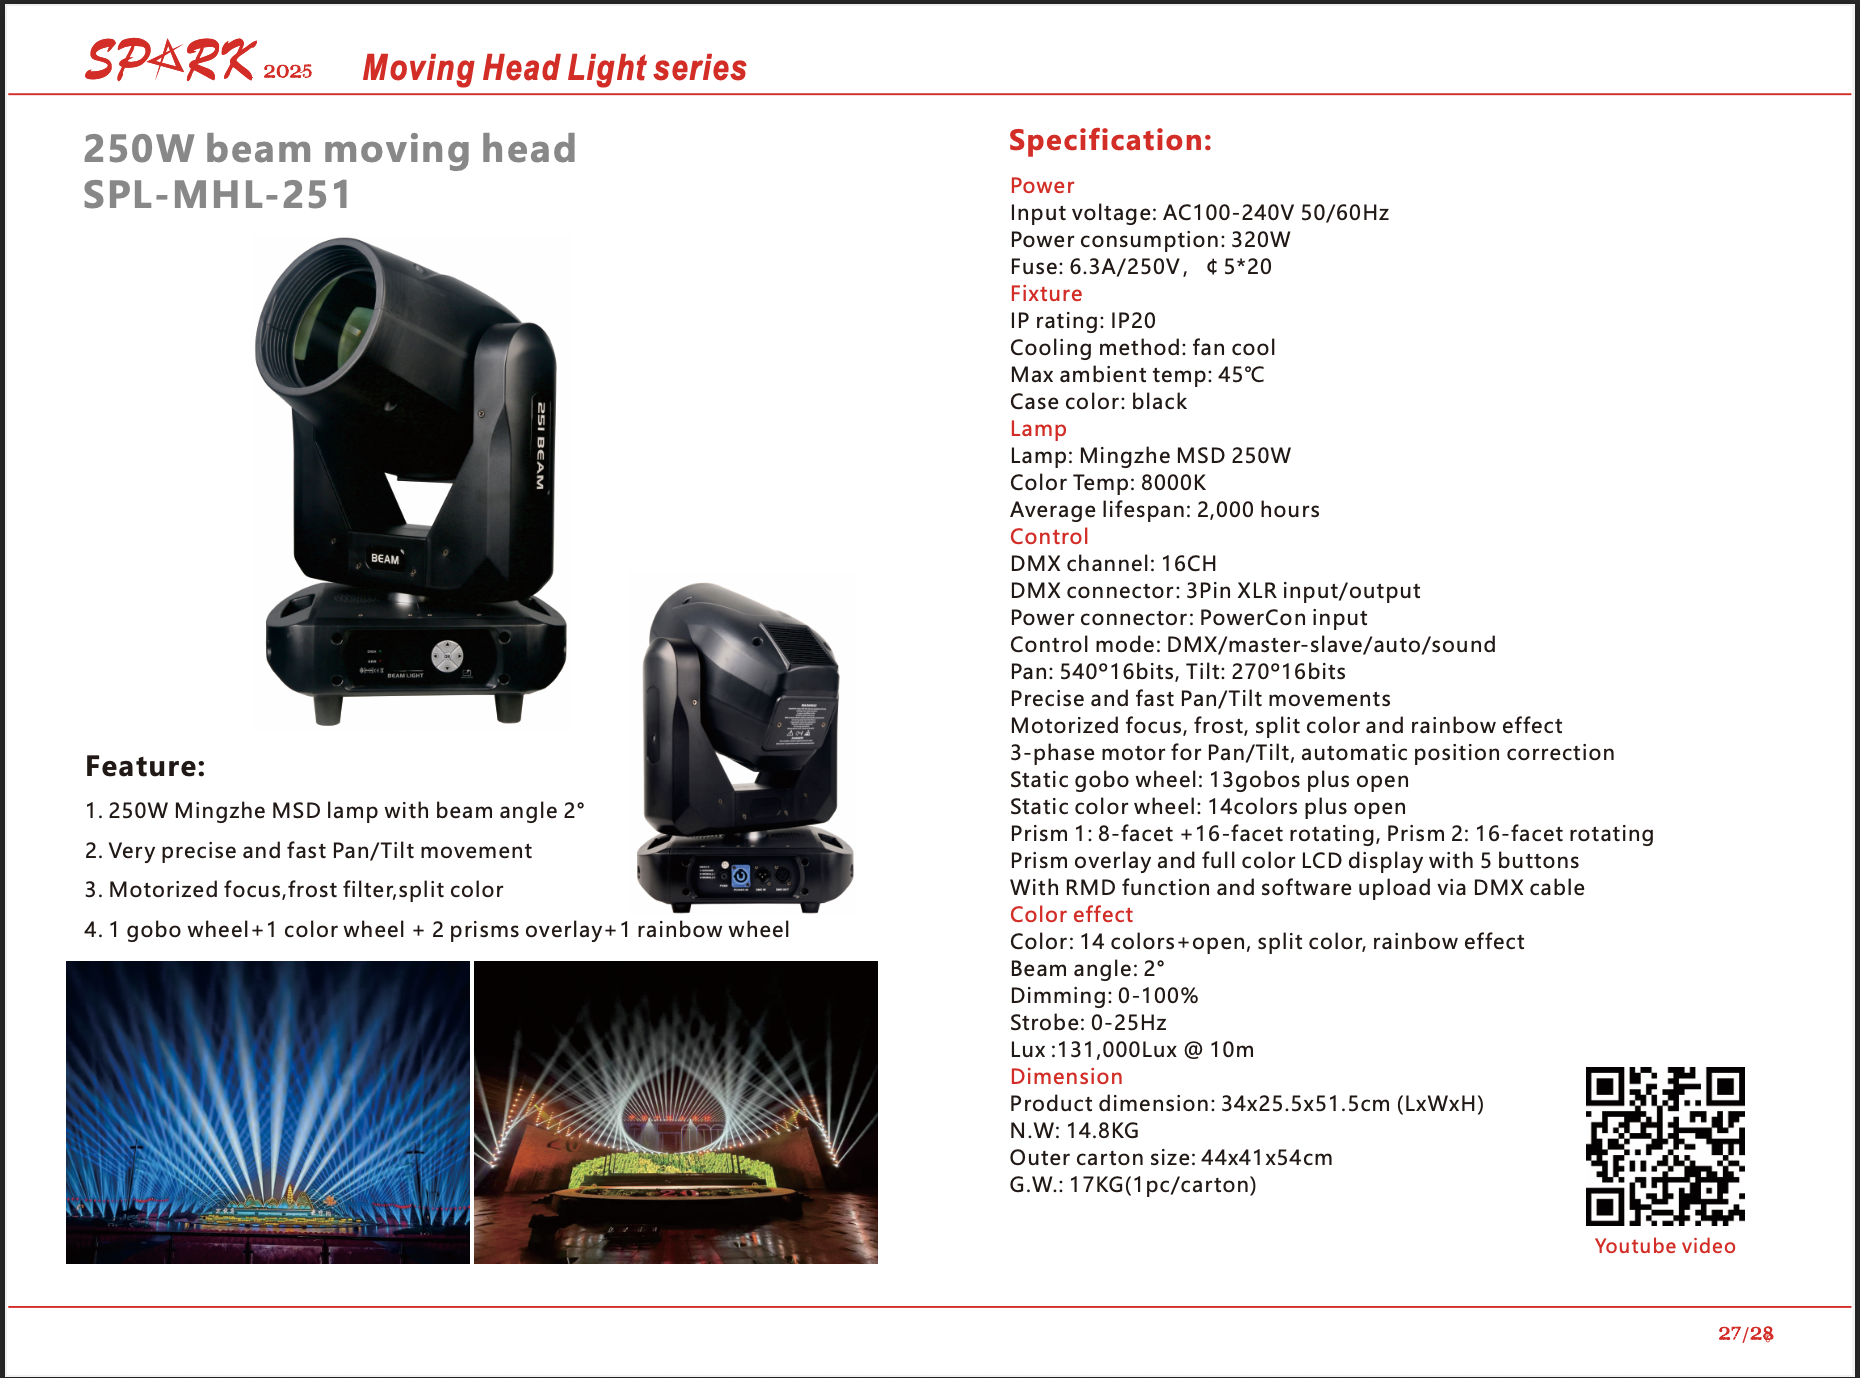 SPARK 2025
Moving Head Light series
250W beam moving head
SPL-MHL-251
251 BEAM
BEAM
BEAM LIGHT
Feature:
1. 250W Mingzhe MSD lamp with beam angle 2°
2. Very precise and fast Pan/Tilt movement
3. Motorized focus,frost filter,split color
4. 1 gobo wheel+1 color wheel + 2 prisms overlay+1 rainbow wheel
Specification:
Power
Input voltage: AC100-240V 50/60Hz
Power consumption: 320W
Fuse: 6.3A/250V， ¢ 5*20
Fixture
IP rating: IP20
Cooling method: fan cool
Max ambient temp: 45℃
Case color: black
Lamp
Lamp: Mingzhe MSD 250W
Color Temp: 8000K
Average lifespan: 2,000 hours
Control
DMX channel: 16CH
DMX connector: 3Pin XLR input/output
Power connector: PowerCon input
Control mode: DMX/master-slave/auto/sound
Pan: 540°16bits, Tilt: 270°16bits
Precise and fast Pan/Tilt movements
Motorized focus, frost, split color and rainbow effect
3-phase motor for Pan/Tilt, automatic position correction
Static gobo wheel: 13gobos plus open
Static color wheel: 14colors plus open
Prism 1: 8-facet +16-facet rotating, Prism 2: 16-facet rotating
Prism overlay and full color LCD display with 5 buttons
With RMD function and software upload via DMX cable
Color effect
Color: 14 colors+open, split color, rainbow effect
Beam angle: 2°
Dimming: 0-100%
Strobe: 0-25Hz
Lux :131,000Lux @ 10m
Dimension
Product dimension: 34x25.5x51.5cm (LxWxH)
N.W: 14.8KG
Outer carton size: 44x41x54cm
G.W.: 17KG(1pc/carton)
Youtube video
27/28